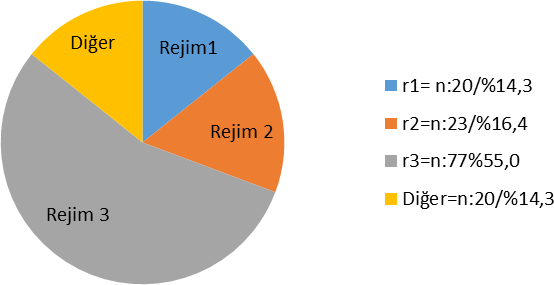 Diğer
Rejim1
Rejim 2
Rejim 3
r1= n:20/%14,3
r2=n:23/%16,4
r3=n:77%55,0
Diğer=n:20/%14,3